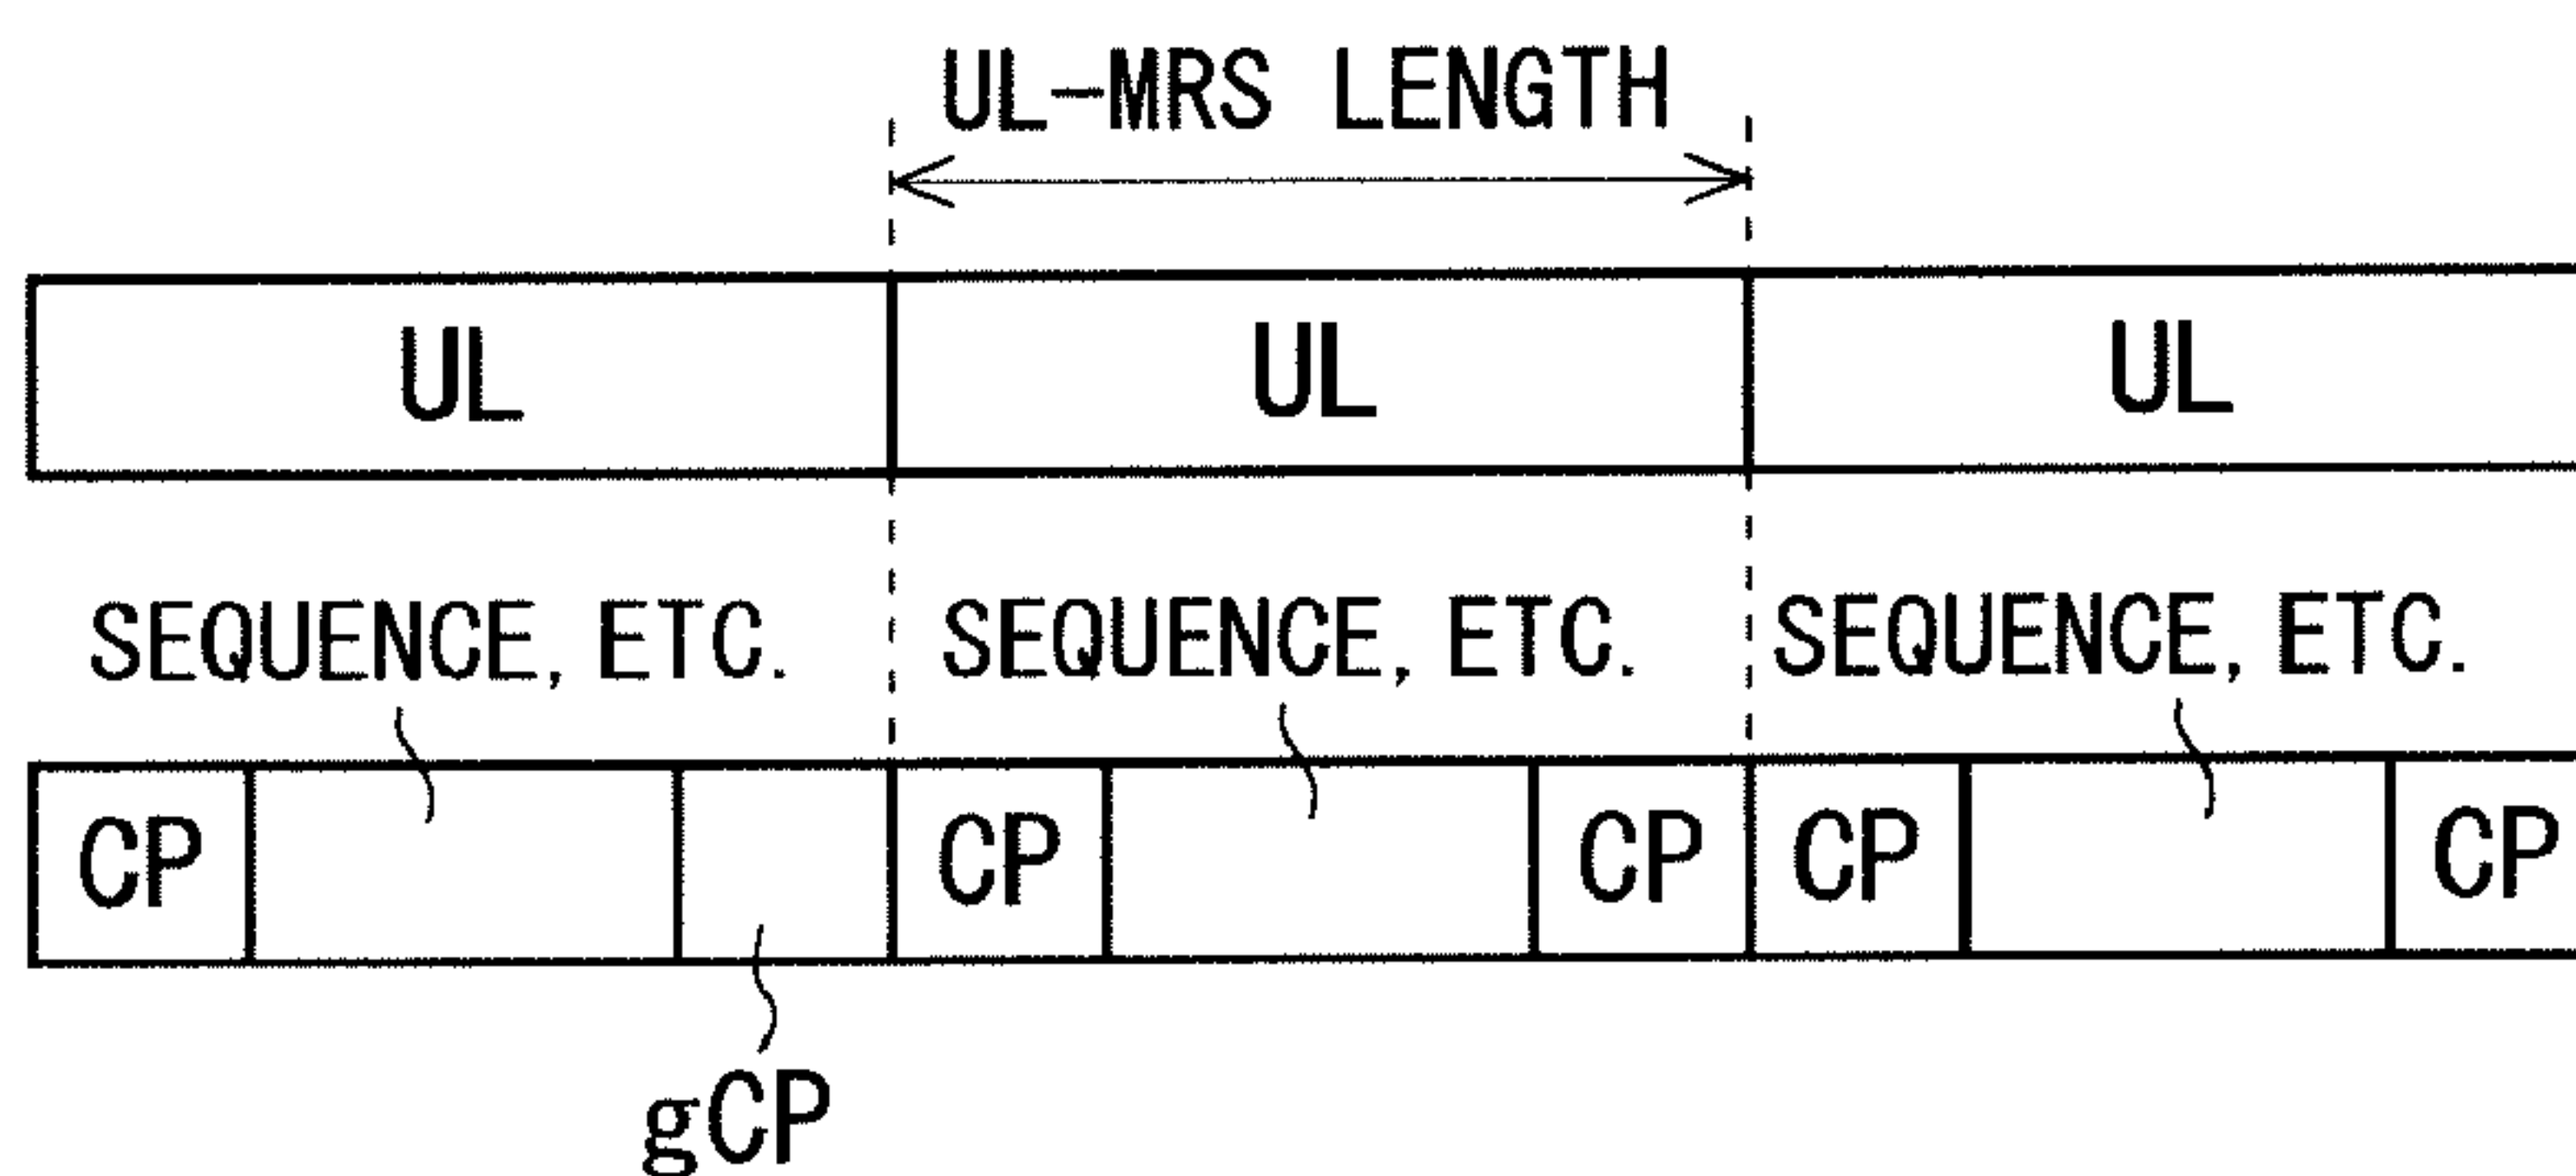 UL-MRS LENGTH
UL UL UL
SEQUENCE, ETC. SEQUENCE, ETC. SEQUENCE, ETC.
CP CP CP CP CP
gCP